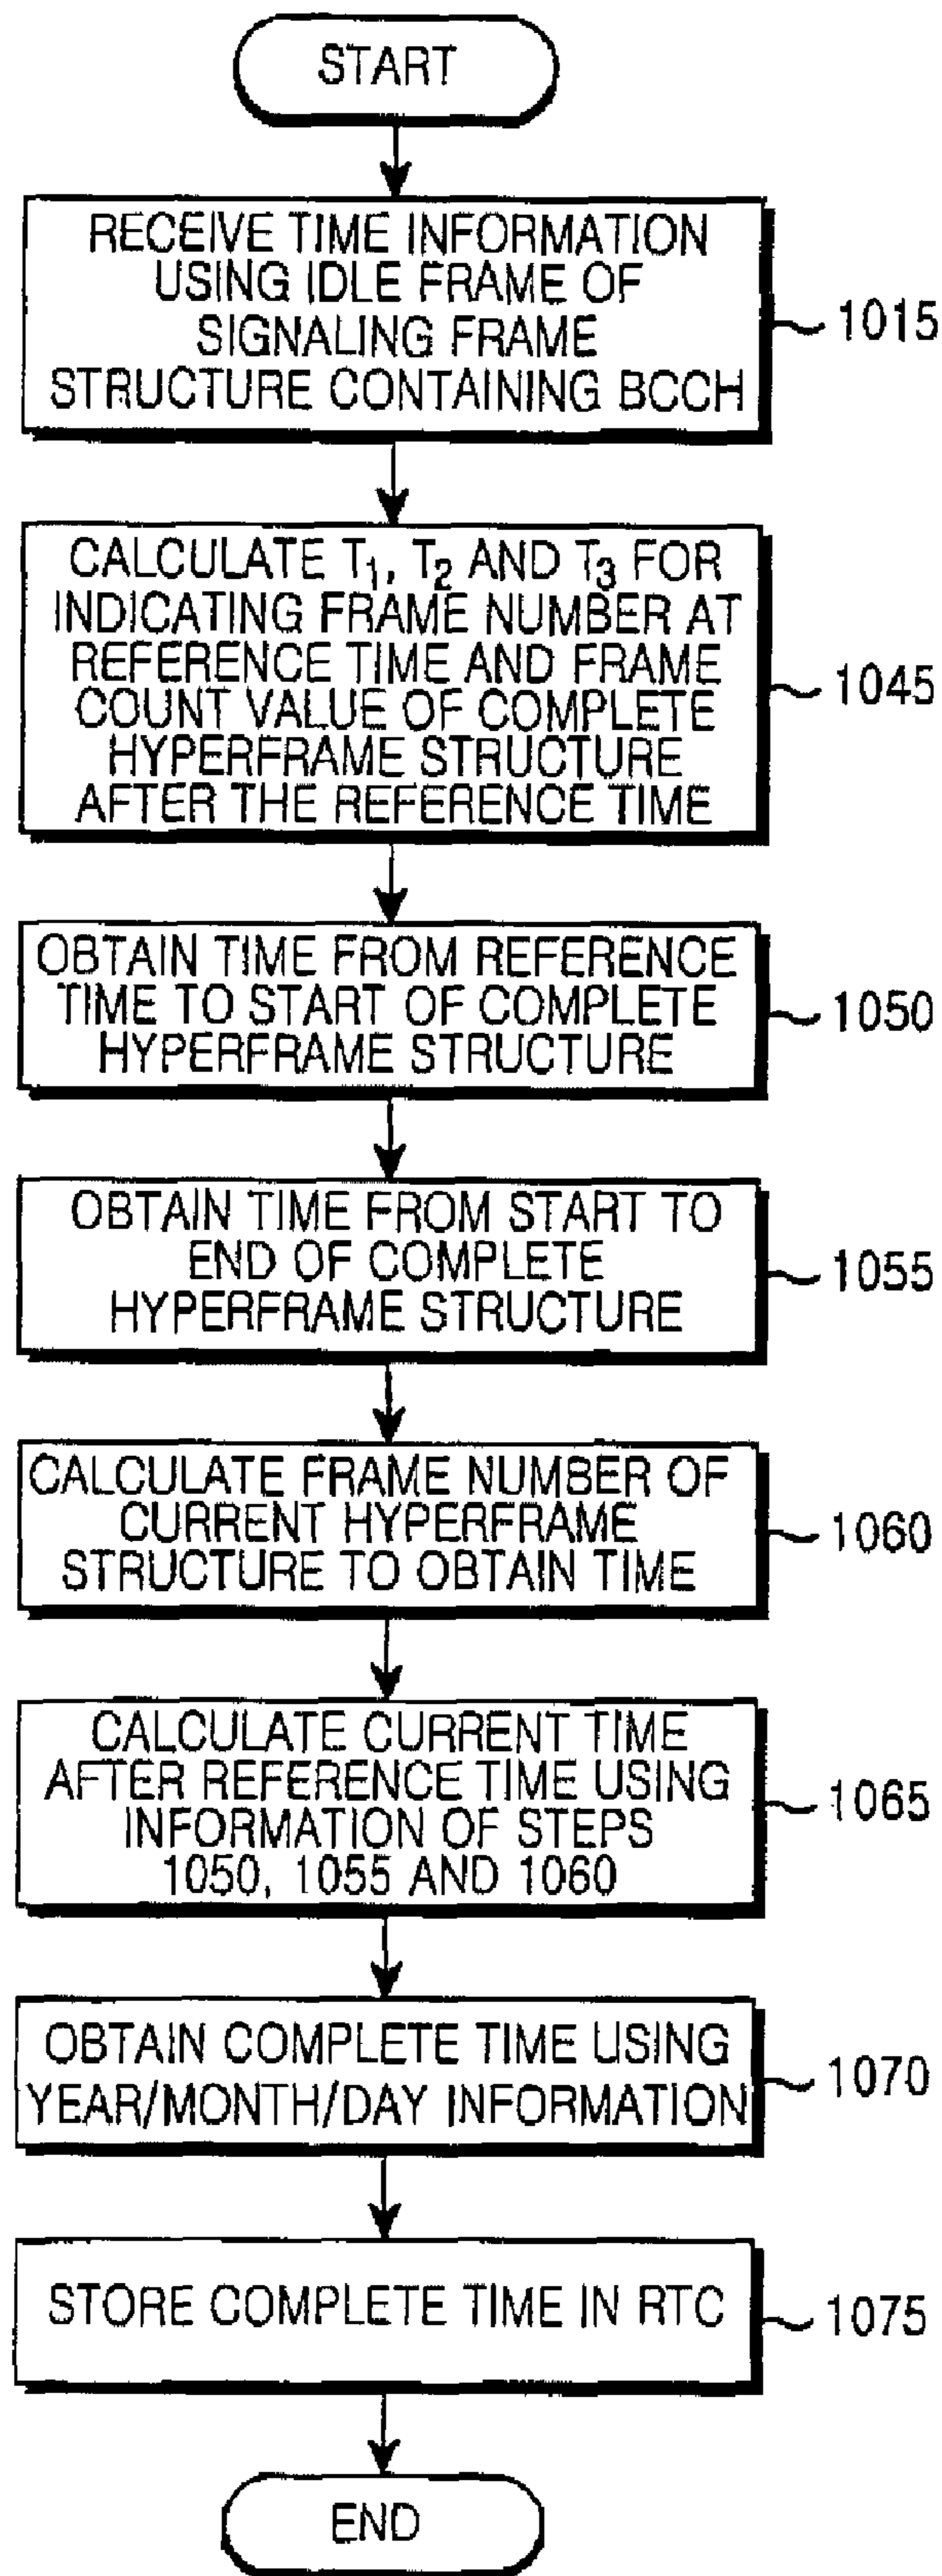 START
RECEIVE TIME INFORMATION
USING IDLE FRAME OF
SIGNALING FRAME
STRUCTURE CONTAINING BCCH
1015
CALCULATE T1, T2 AND T3 FOR
INDICATING FRAME NUMBER AT
REFERENCE TIME AND FRAME
COUNT VALUE OF COMPLETE
HYPERFRAME STRUCTURE
AFTER THE REFERENCE TIME
1045
OBTAIN TIME FROM REFERENCE
TIME TO START OF COMPLETE
HYPERFRAME STRUCTURE
1050
OBTAIN TIME FROM START TO
END OF COMPLETE
HYPERFRAME STRUCTURE
1055
CALCULATE FRAME NUMBER OF
CURRENT HYPERFRAME
STRUCTURE TO OBTAIN TIME
1060
CALCULATE CURRENT TIME
AFTER REFERENCE TIME USING
INFORMATION OF STEPS
1050, 1055 AND 1060
1065
OBTAIN COMPLETE TIME USING
YEAR/MONTH/DAY INFORMATION
1070
STORE COMPLETE TIME IN RTC
1075
END